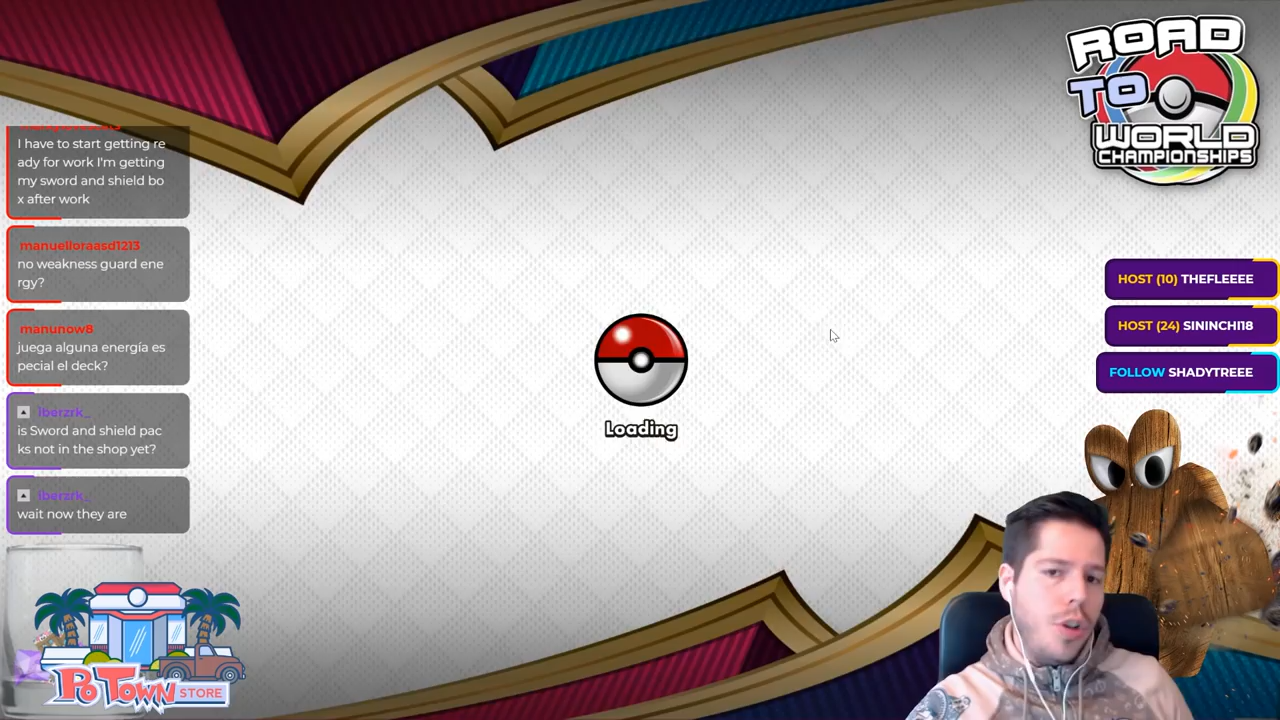 I have to start getting re
ady for work I'm getting
my sword and shield bo
x after work
manuelloraasd1213
no weakness guard ene
rgy?
manunow8
juega alguna energía es
pecial el deck?
iberzrk_
is Sword and shield pac
ks not in the shop yet?
iberzrk_
wait now they are
PoTown STORE
Loading
ROAD
TO
WORLD
CHAMPIONSHIPS
HOST (10) THEFLEEEE
HOST (24) SININCHI18
FOLLOW SHADYTREEE